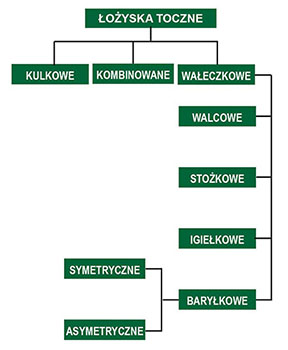 ŁOŻYSKA TOCZNE
KULKOWE
KOMBINOWANE
WAŁECZKOWE
WALCOWE
STOŻKOWE
IGIEŁKOWE
SYMETRYCZNE
BARYŁKOWE
ASYMETRYCZNE